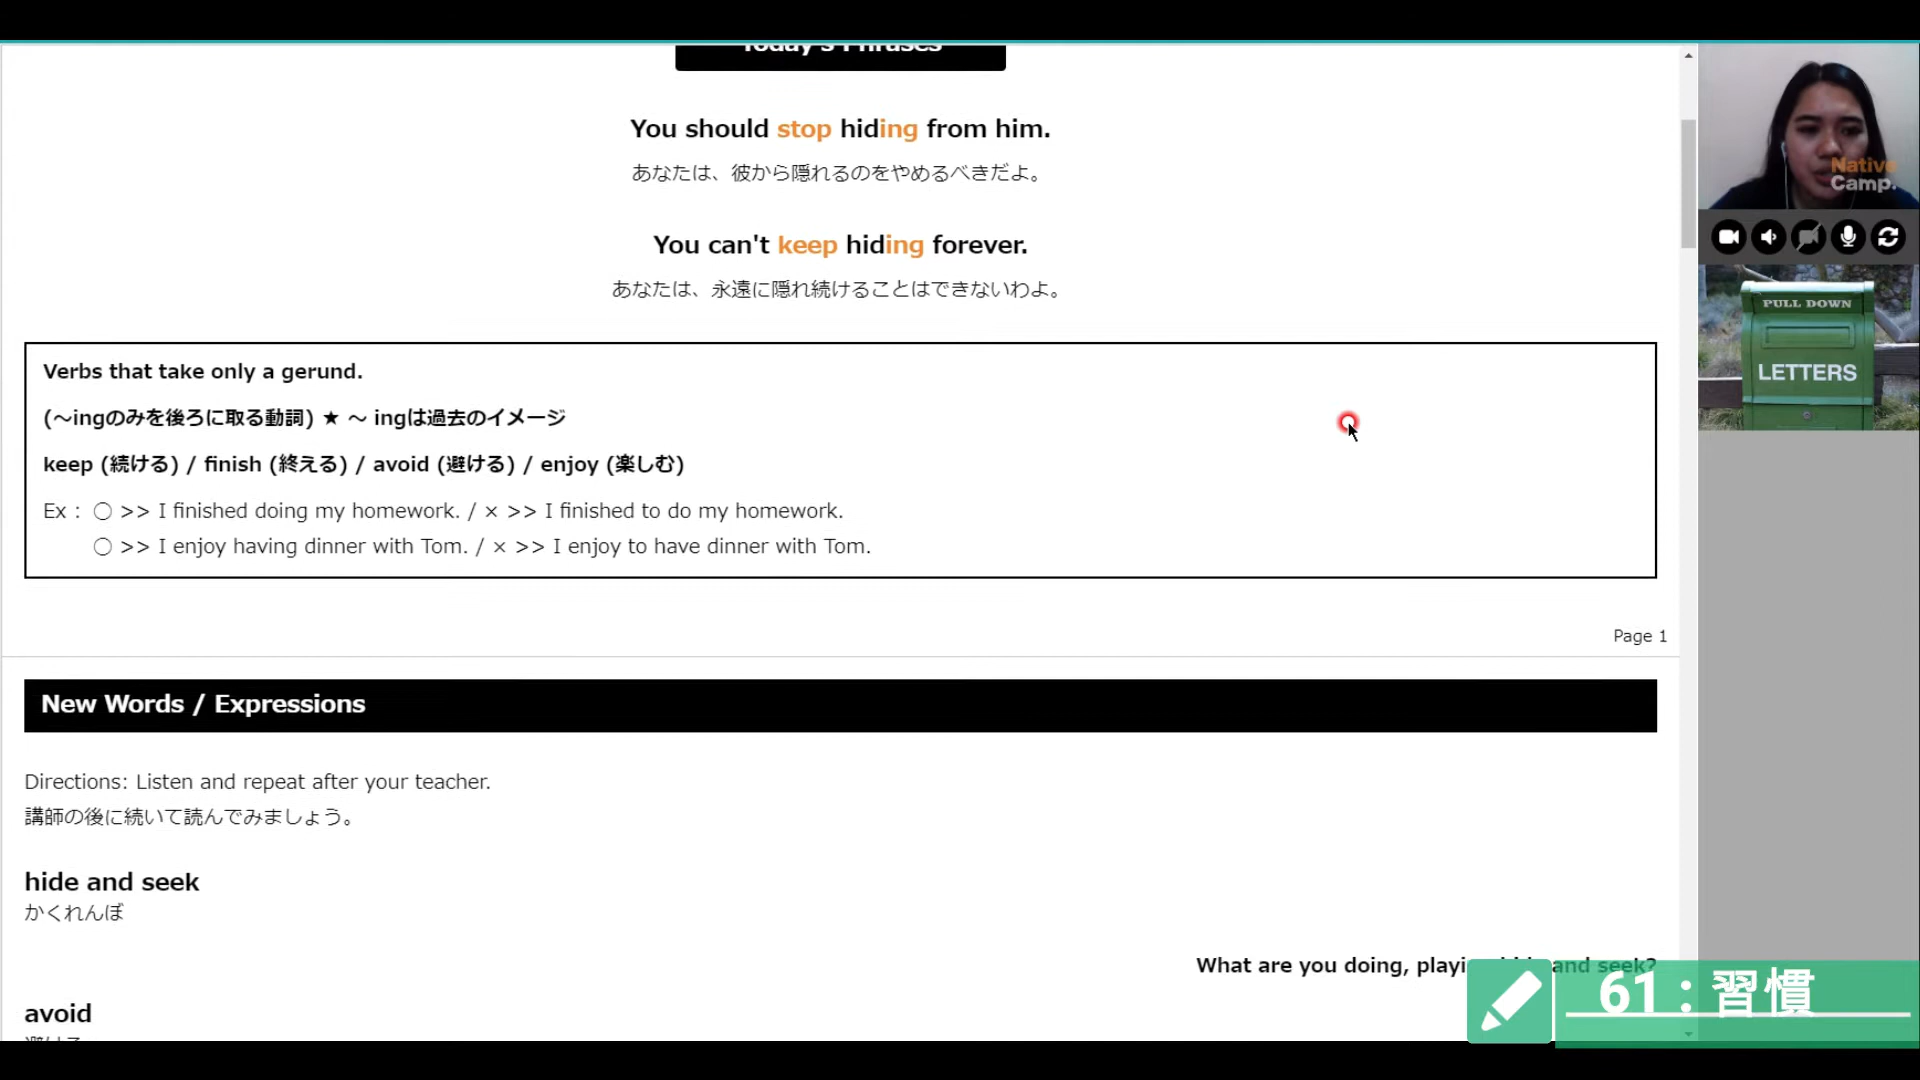 Today's Phrases
You should stop hiding from him.
あなたは、彼から隠れるのをやめるべきだよ。
You can't keep hiding forever.
あなたは、永遠に隠れ続けることはできないわよ。
Verbs that take only a gerund.
(〜ingのみを後ろに取る動詞) ★ 〜 ingは過去のイメージ
keep (続ける) / finish (終える) / avoid (避ける) / enjoy (楽しむ)
Ex : ◯ >> I finished doing my homework. / × >> I finished to do my homework.
◯ >> I enjoy having dinner with Tom. / × >> I enjoy to have dinner with Tom.
Page 1
New Words / Expressions
Directions: Listen and repeat after your teacher.
講師の後に続いて読んでみましょう。
hide and seek
かくれんぼ
What are you doing, playing hide and seek?
avoid
避ける
Native
Camp.
PULL DOWN
LETTERS
61：習慣